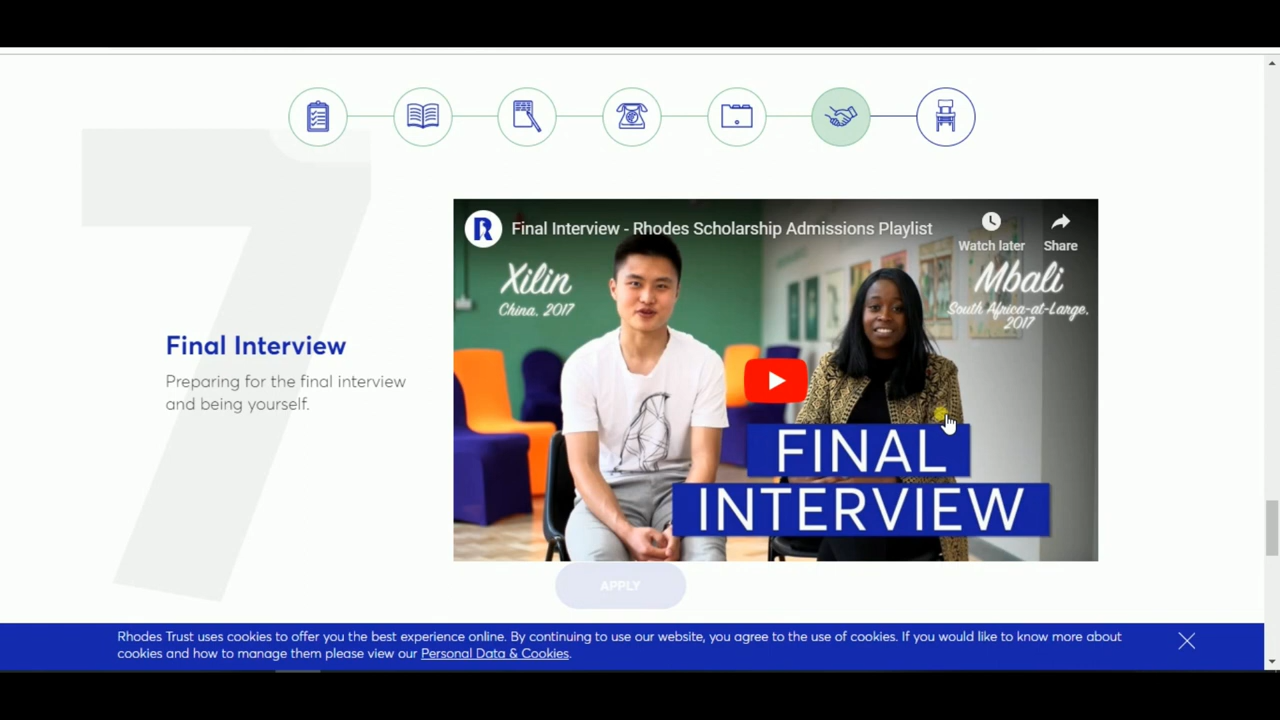 7
Final Interview - Rhodes Scholarship Admissions Playlist
Watch later
Share
Xilin
China, 2017
Mbali
South Africa-at-Large,
2017
Final Interview
Preparing for the final interview
and being yourself.
FINAL
INTERVIEW
APPLY
Rhodes Trust uses cookies to offer you the best experience online. By continuing to use our website, you agree to the use of cookies. If you would like to know more about
cookies and how to manage them please view our Personal Data & Cookies.